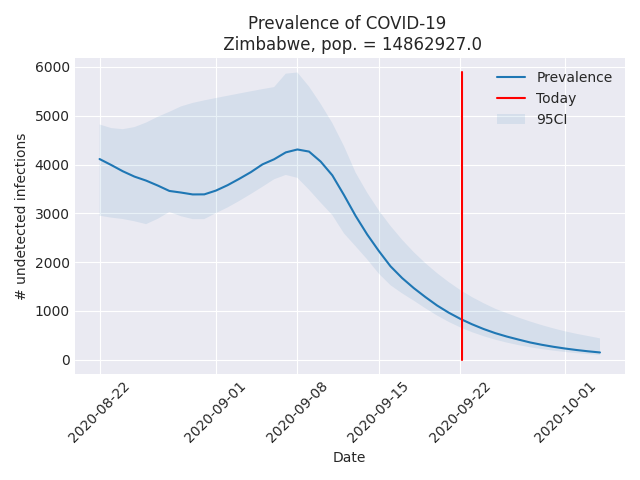 Prevalence of COVID-19
Zimbabwe, pop. = 14862927.0
6000
5000
4000
3000
2000
1000
0
# undetected infections
Prevalence
Today
95CI
2020-08-22
2020-09-01
2020-09-08
2020-09-15
2020-09-22
2020-10-01
Date